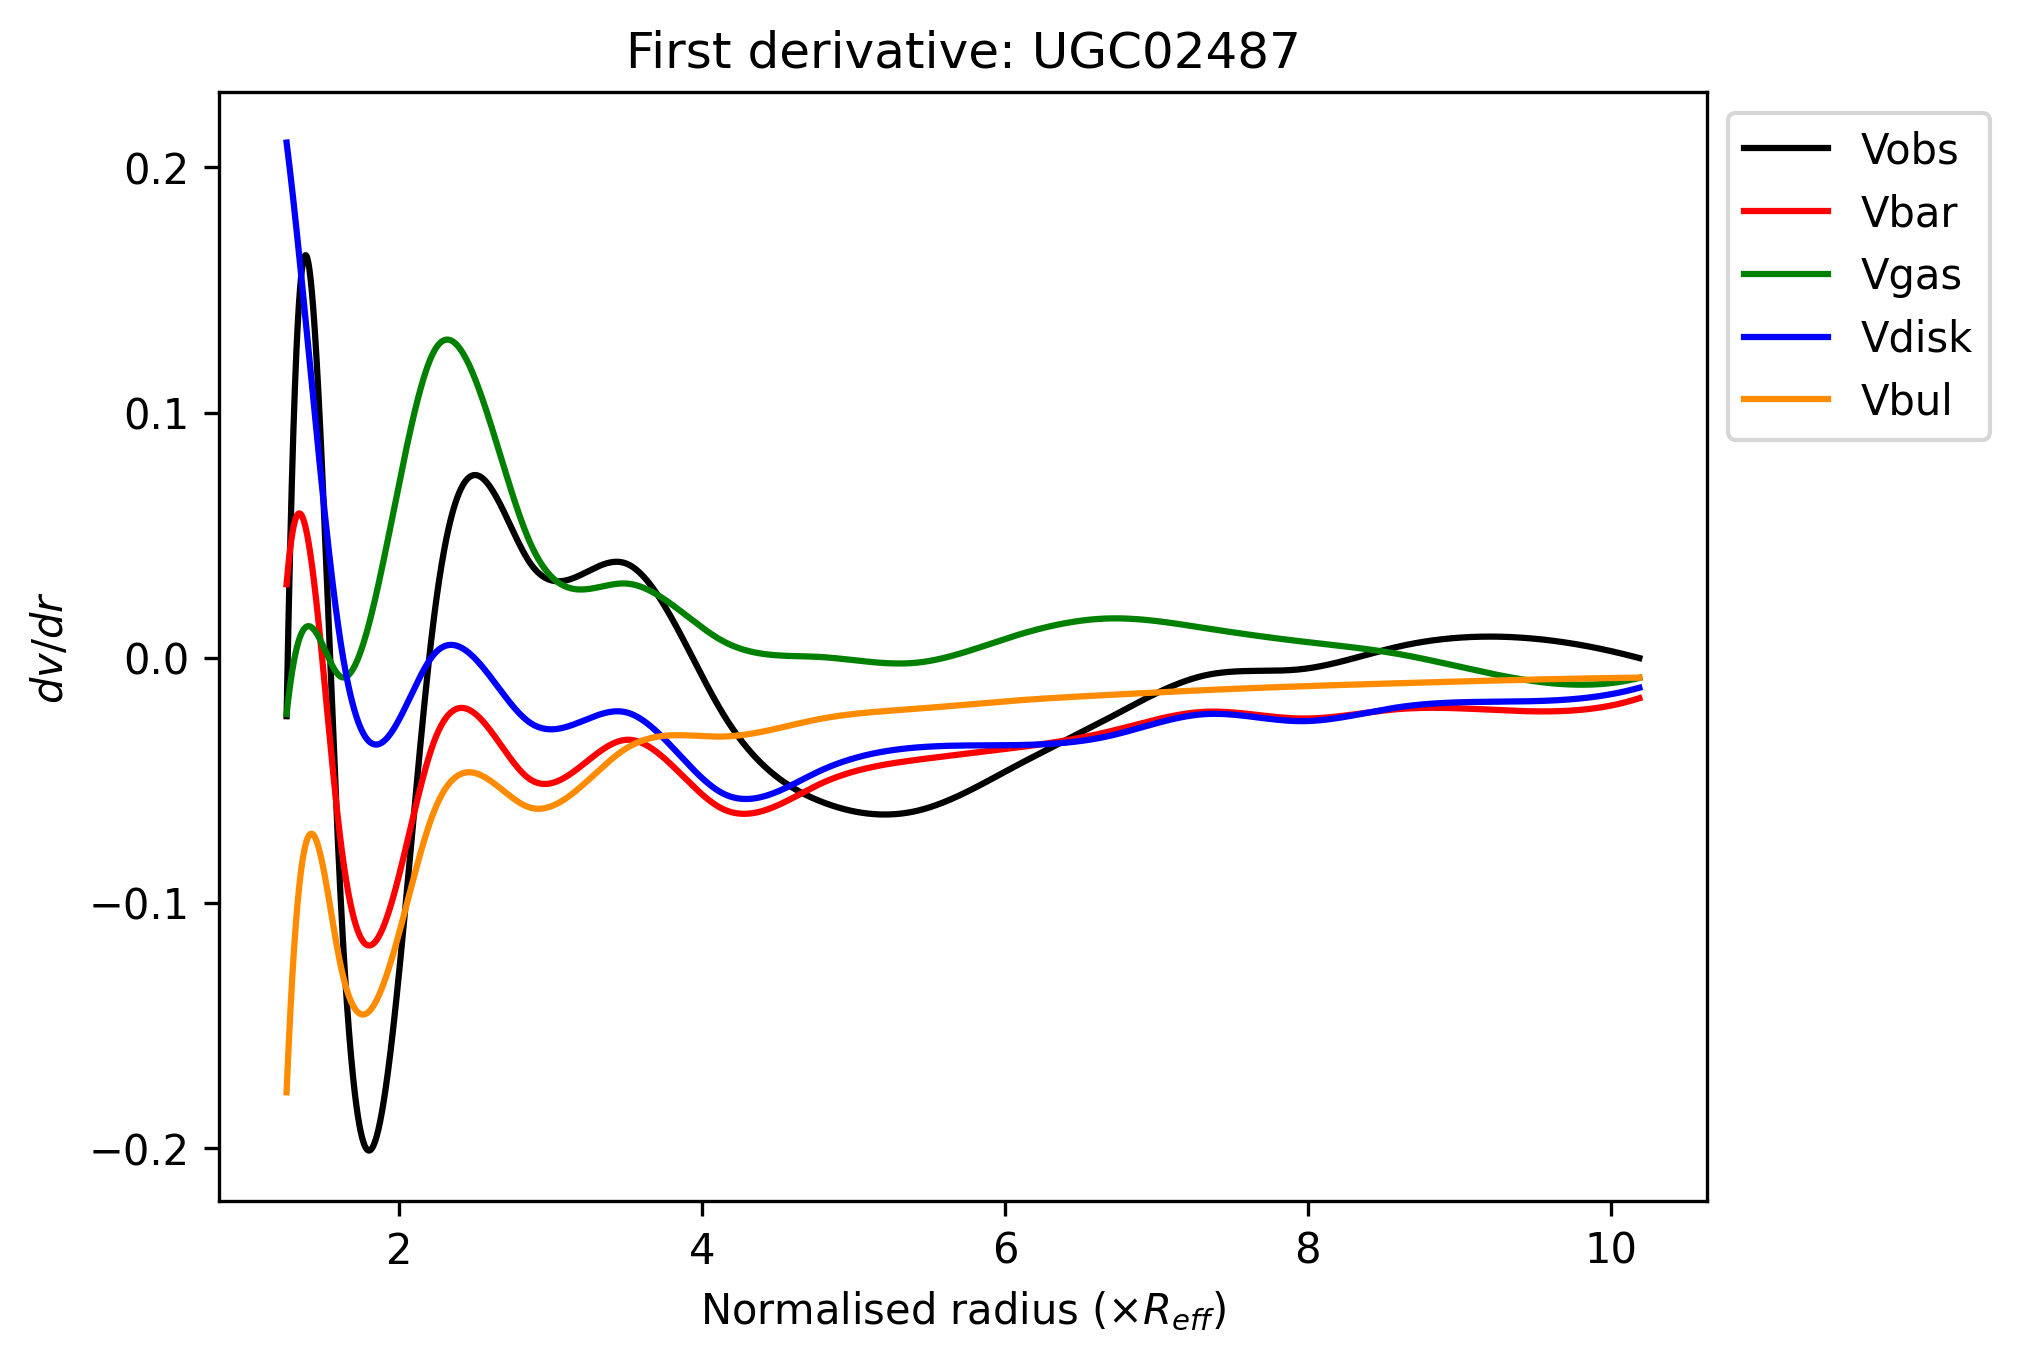 First derivative: UGC02487
Vobs
Vbar
Vgas
Vdisk
Vbul
0.2
0.1
0.0
−0.1
−0.2
dv/dr
2 4 6 8 10
Normalised radius (×R_eff)